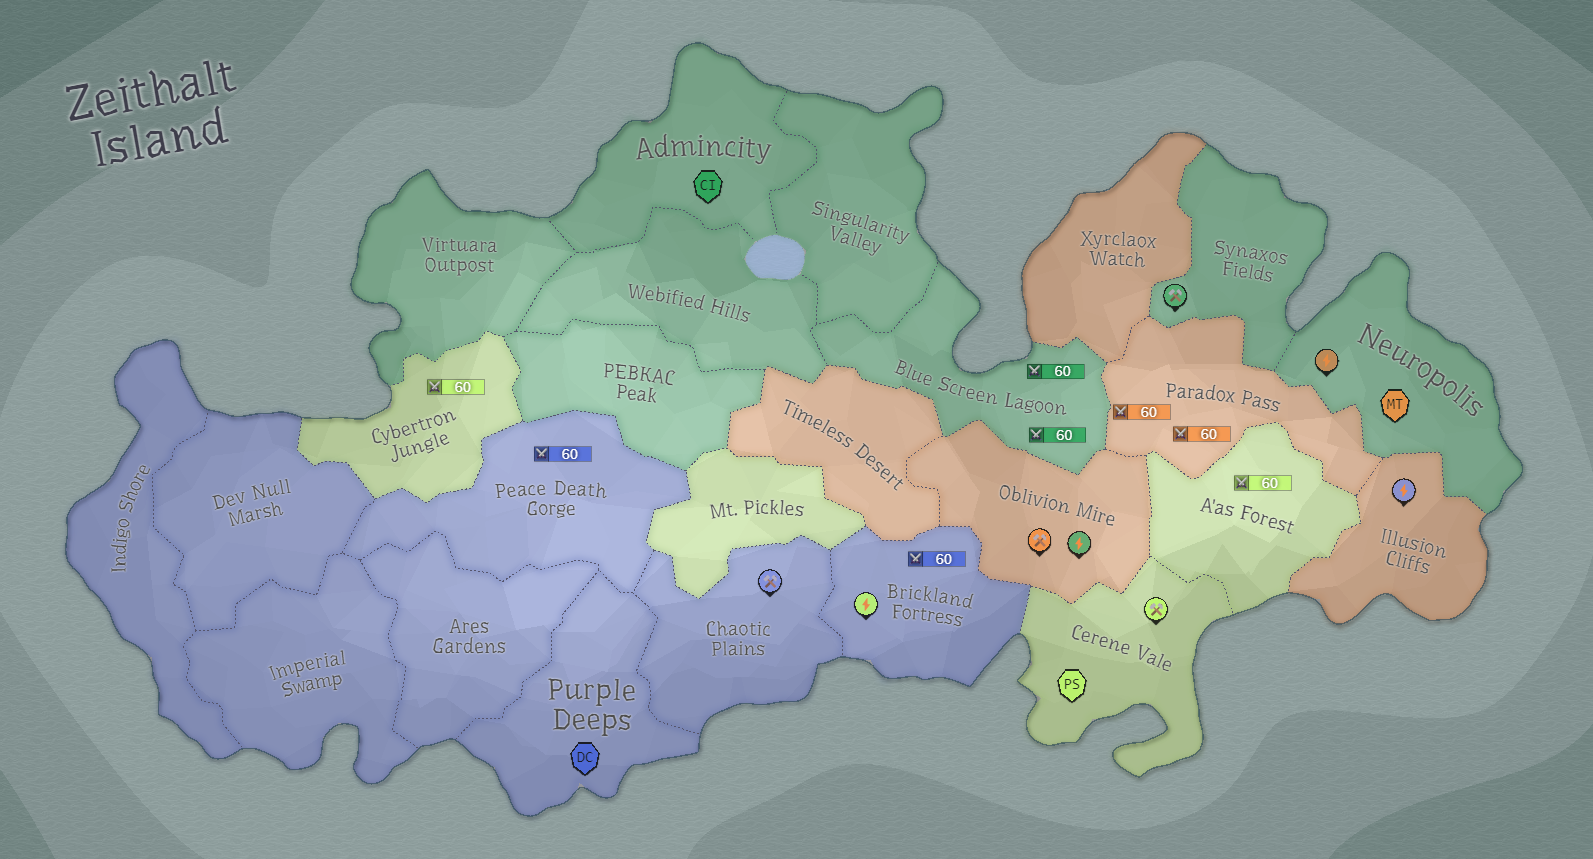 Zeithalt
Island
Admincity
CI
Singularity
Valley
Virtuara
Outpost
Webified Hills
Xyrclaox
Watch
Synaxos
Fields
Neuropolis
MT
PEBKAC
Peak
Blue Screen Lagoon
60
60
Paradox Pass
60
60
60
Cybertron
Jungle
Timeless Desert
60
Peace Death
Gorge
Indigo Shore
Dev Null
Marsh
Mt. Pickles
Oblivion Mire
60
A'as Forest
Illusion
Cliffs
60
Brickland
Fortress
Ares
Gardens
Chaotic
Plains
Cerene Vale
PS
Imperial
Swamp
Purple
Deeps
DC